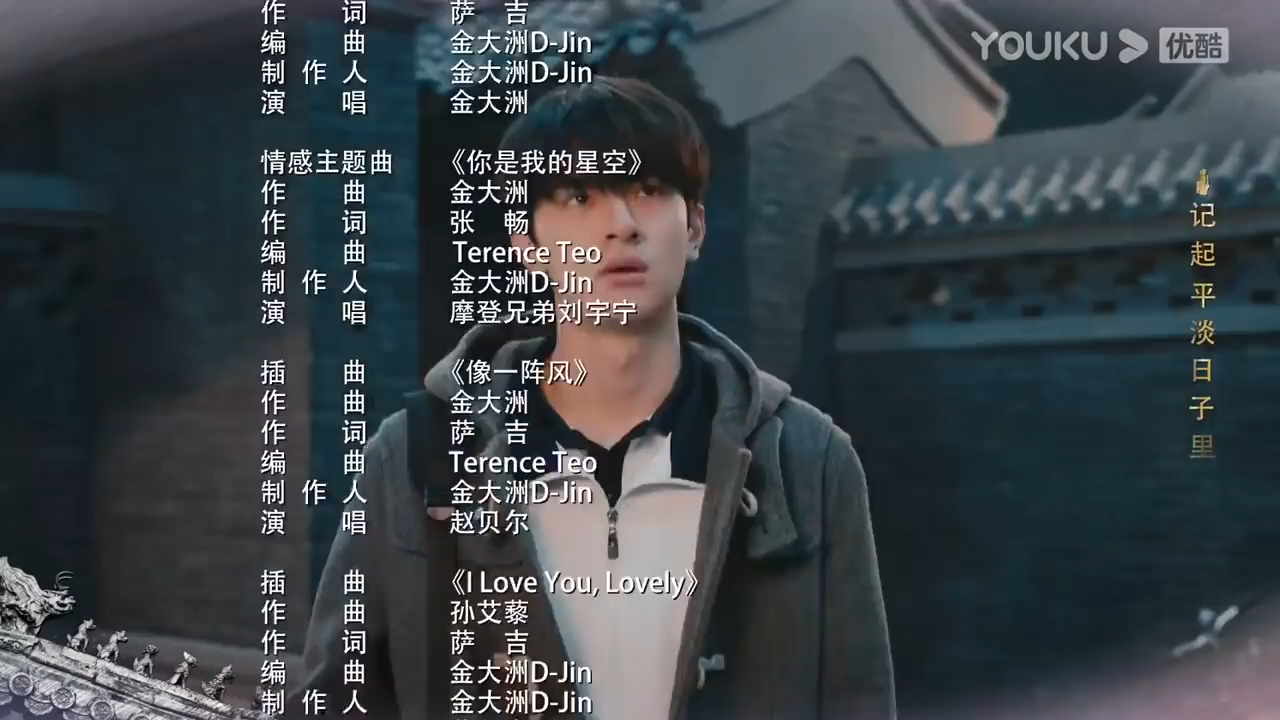 作 词 萨 吉
编 曲 金大洲D-Jin
制 作 人 金大洲D-Jin
演 唱 金大洲
情感主题曲 《你是我的星空》
作 曲 金大洲
作 词 张 畅
编 曲 Terence Teo
制 作 人 金大洲D-Jin
演 唱 摩登兄弟刘宇宁
插 曲 《像一阵风》
作 曲 金大洲
作 词 萨 吉
编 曲 Terence Teo
制 作 人 金大洲D-Jin
演 唱 赵贝尔
插 曲 《I Love You, Lovely》
作 曲 孙艾藜
作 词 萨 吉
编 曲 金大洲D-Jin
制 作 人 金大洲D-Jin
YOUKU 优酷
记起平淡日子里